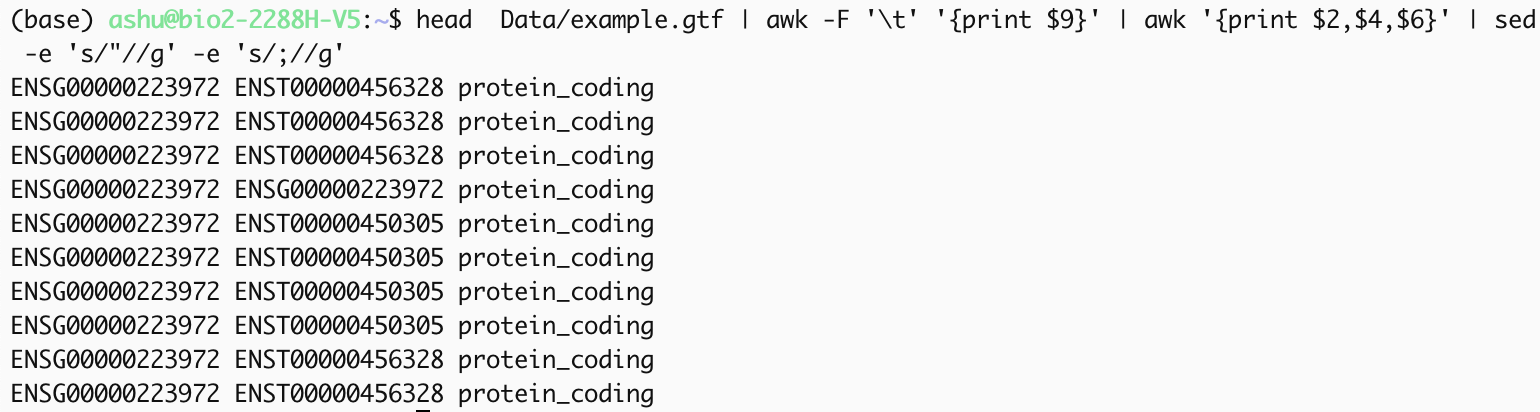 (base) ashu@bio2-2288H-V5:~$ head  Data/example.gtf | awk -F '\t' '{print $9}' | awk '{print $2,$4,$6}' | sed
 -e 's/"//g' -e 's/;//g'
ENSG00000223972 ENST00000456328 protein_coding
ENSG00000223972 ENST00000456328 protein_coding
ENSG00000223972 ENST00000456328 protein_coding
ENSG00000223972 ENSG00000223972 protein_coding
ENSG00000223972 ENST00000450305 protein_coding
ENSG00000223972 ENST00000450305 protein_coding
ENSG00000223972 ENST00000450305 protein_coding
ENSG00000223972 ENST00000450305 protein_coding
ENSG00000223972 ENST00000456328 protein_coding
ENSG00000223972 ENST00000456328 protein_coding